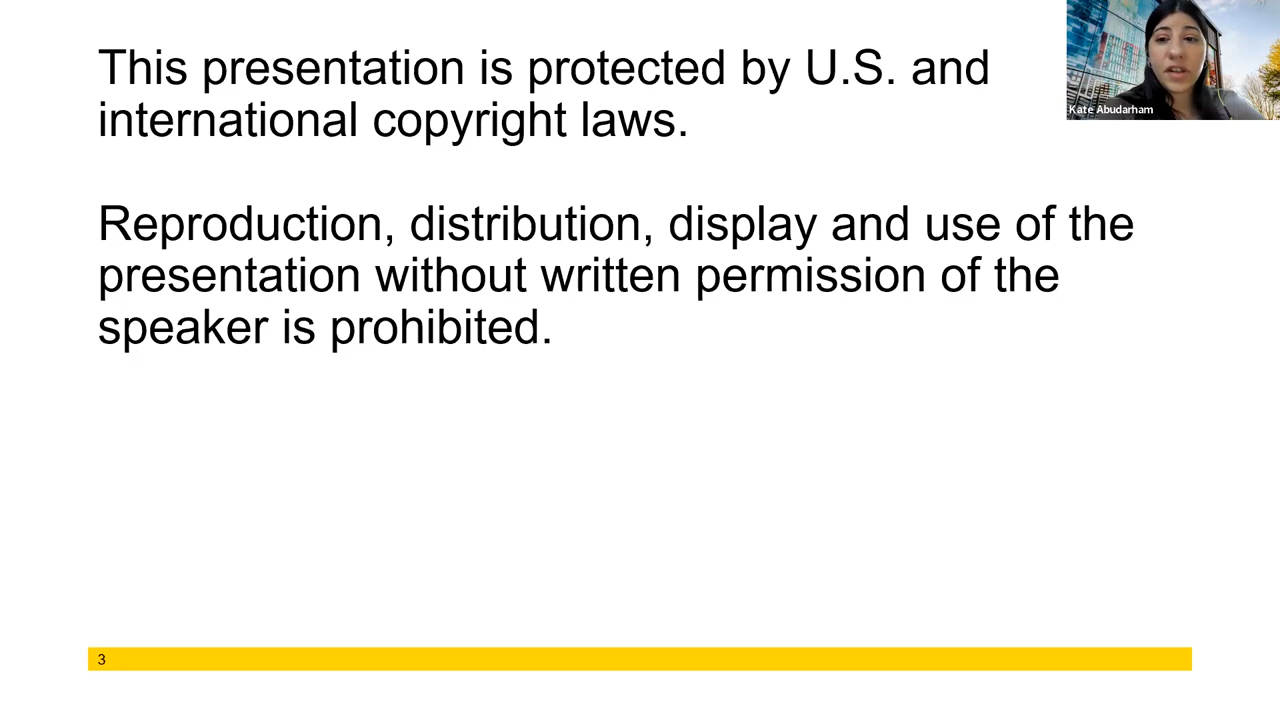 This presentation is protected by U.S. and
international copyright laws.
Reproduction, distribution, display and use of the
presentation without written permission of the
speaker is prohibited.
Kate Abudarham
3